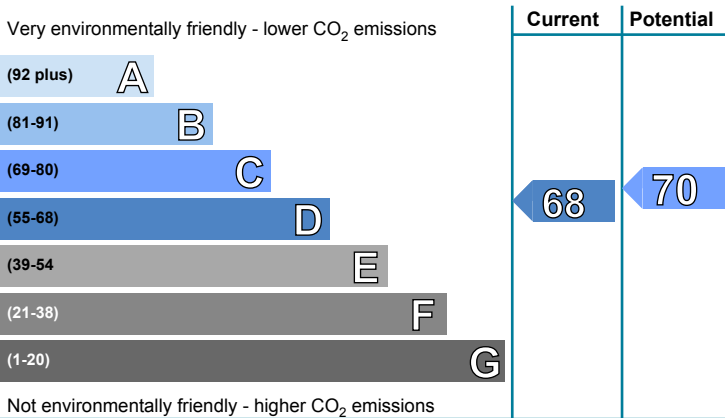 Very environmentally friendly - lower CO2 emissions
Current
Potential
(92 plus) A
(81-91) B
(69-80) C
(55-68) D
(39-54 E
(21-38) F
(1-20) G
68
70
Not environmentally friendly - higher CO2 emissions